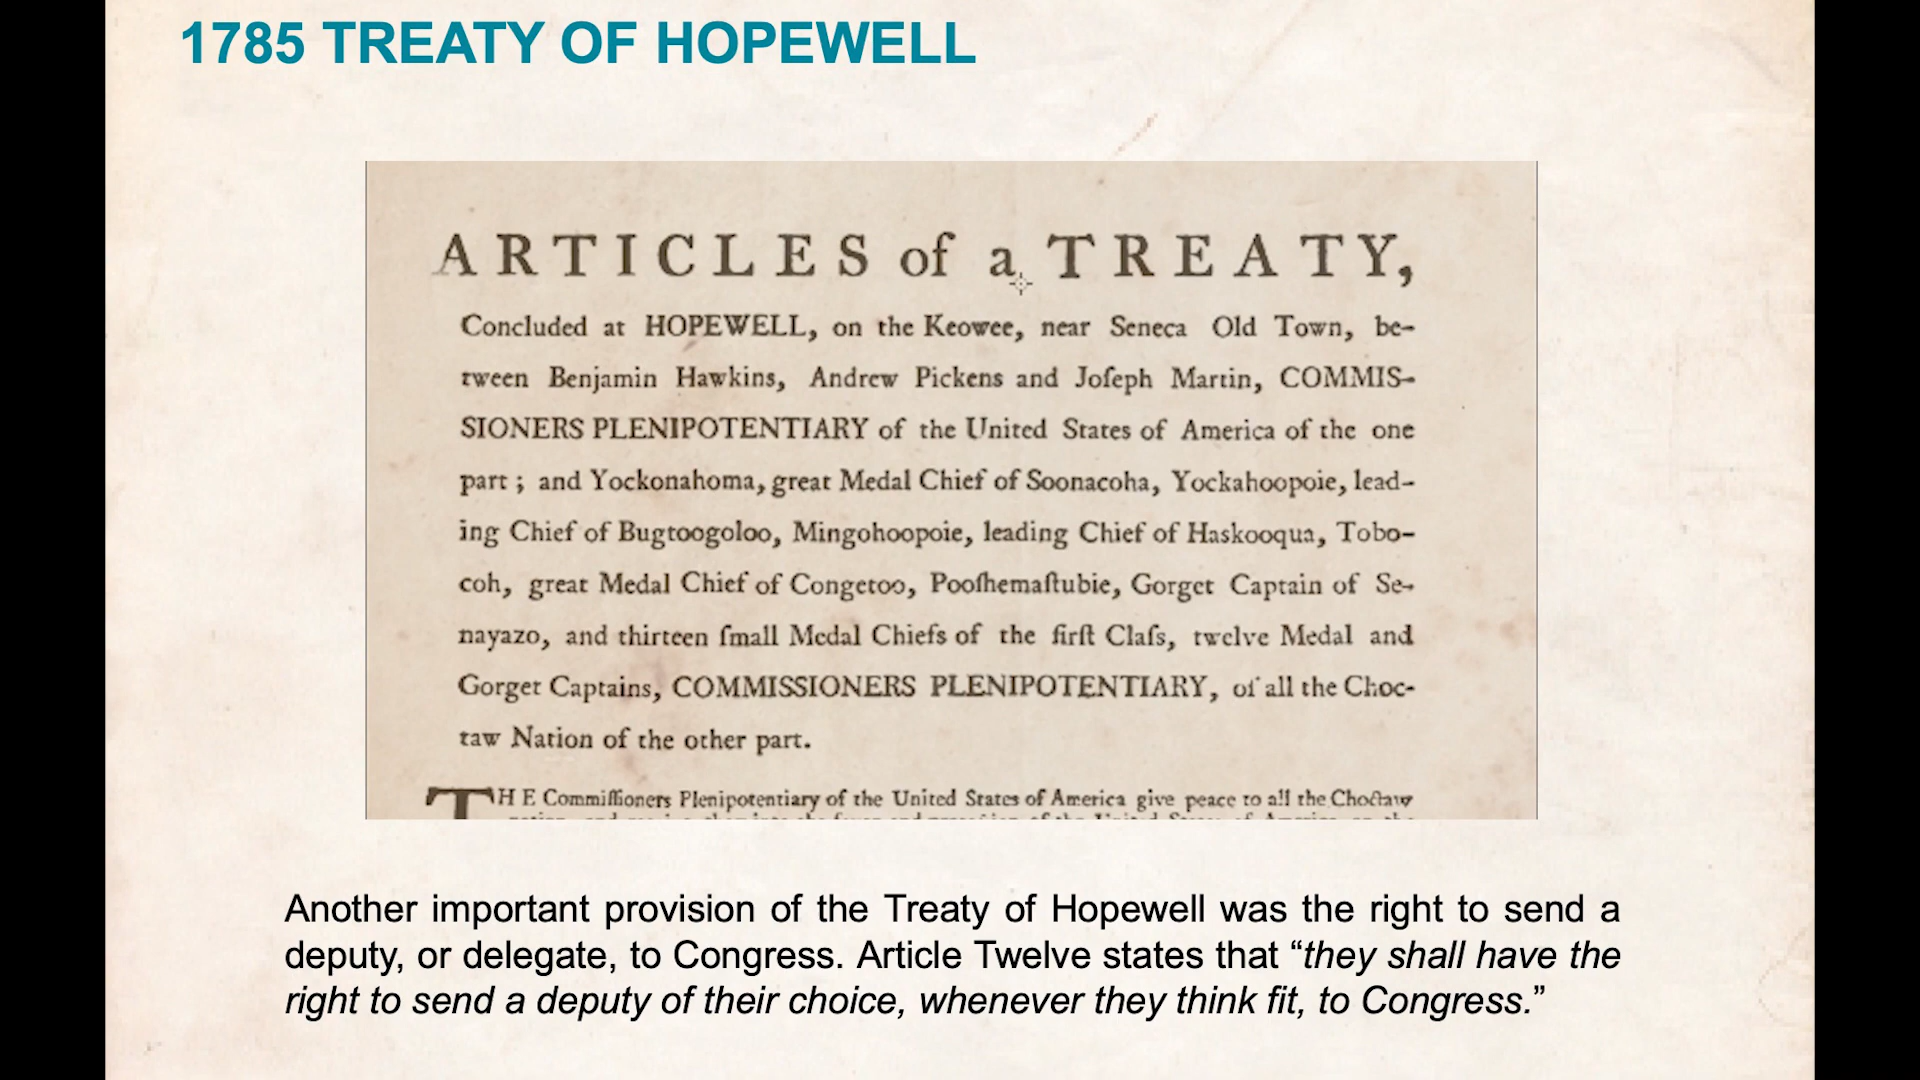 1785 TREATY OF HOPEWELL
ARTICLES of a TREATY,
Concluded at HOPEWELL, on the Keowee, near Seneca Old Town, be-
tween Benjamin Hawkins, Andrew Pickens and Joſeph Martin, COMMIS-
SIONERS PLENIPOTENTIARY of the United States of America of the one
part; and Yockonahoma, great Medal Chief of Soonacoha, Yockahoopoie, lead-
ing Chief of Bugtoogoloo, Mingohoopoie, leading Chief of Haskooqua, Tobo-
coh, great Medal Chief of Congetoo, Pooſhemaſtubie, Gorget Captain of Se-
nayazo, and thirteen ſmall Medal Chiefs of the firſt Claſs, twelve Medal and
Gorget Captains, COMMISSIONERS PLENIPOTENTIARY, of all the Choc-
taw Nation of the other part.
THE Commiſſioners Plenipotentiary of the United States of America give peace to all the Choctaw
Another important provision of the Treaty of Hopewell was the right to send a
deputy, or delegate, to Congress. Article Twelve states that “they shall have the
right to send a deputy of their choice, whenever they think fit, to Congress.”